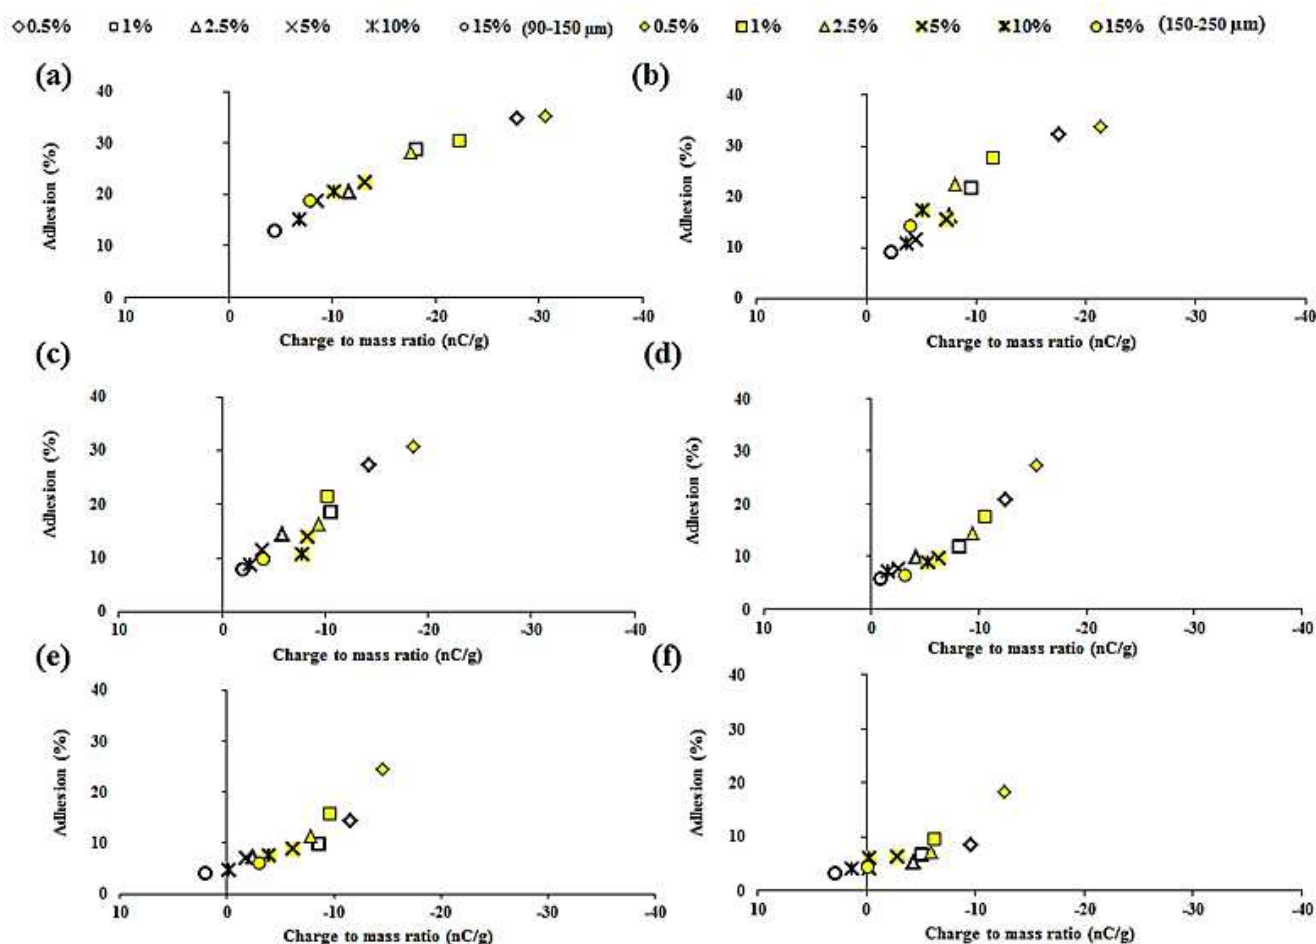 0.5% 1% 2.5% 5% 10% 15% (90-150 µm) 0.5% 1% 2.5% 5% 10% 15% (150-250 µm)
(a) (b)
40 40
30 30
20 20
10 10
0 0
Adhesion (%) Adhesion (%)
10 0 -10 -20 -30 -40 10 0 -10 -20 -30 -40
Charge to mass ratio (nC/g) Charge to mass ratio (nC/g)
(c) (d)
40 40
30 30
20 20
10 10
0 0
Adhesion (%) Adhesion (%)
10 0 -10 -20 -30 -40 10 0 -10 -20 -30 -40
Charge to mass ratio (nC/g) Charge to mass ratio (nC/g)
(e) (f)
40 40
30 30
20 20
10 10
0 0
Adhesion (%) Adhesion (%)
10 0 -10 -20 -30 -40 10 0 -10 -20 -30 -40
Charge to mass ratio (nC/g) Charge to mass ratio (nC/g)